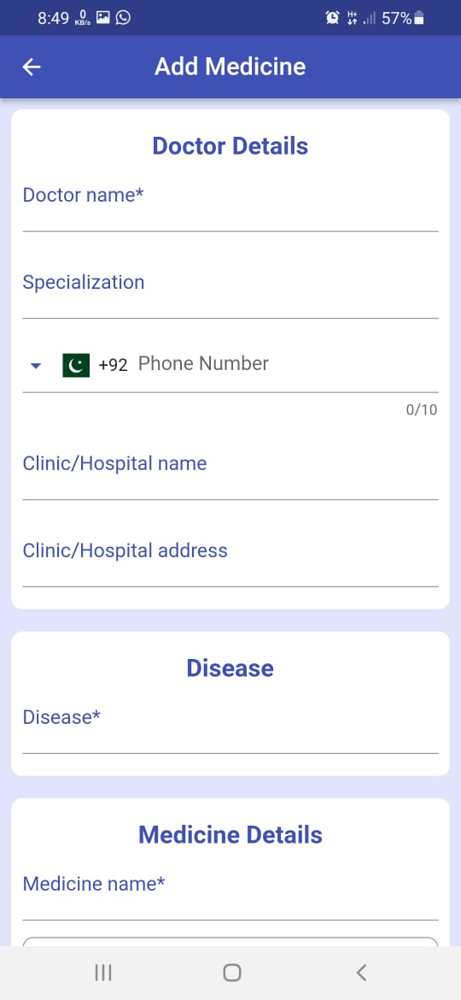 8:49 0 KB/s H+ 57%
Add Medicine
Doctor Details
Doctor name*
Specialization
+92 Phone Number
0/10
Clinic/Hospital name
Clinic/Hospital address
Disease
Disease*
Medicine Details
Medicine name*